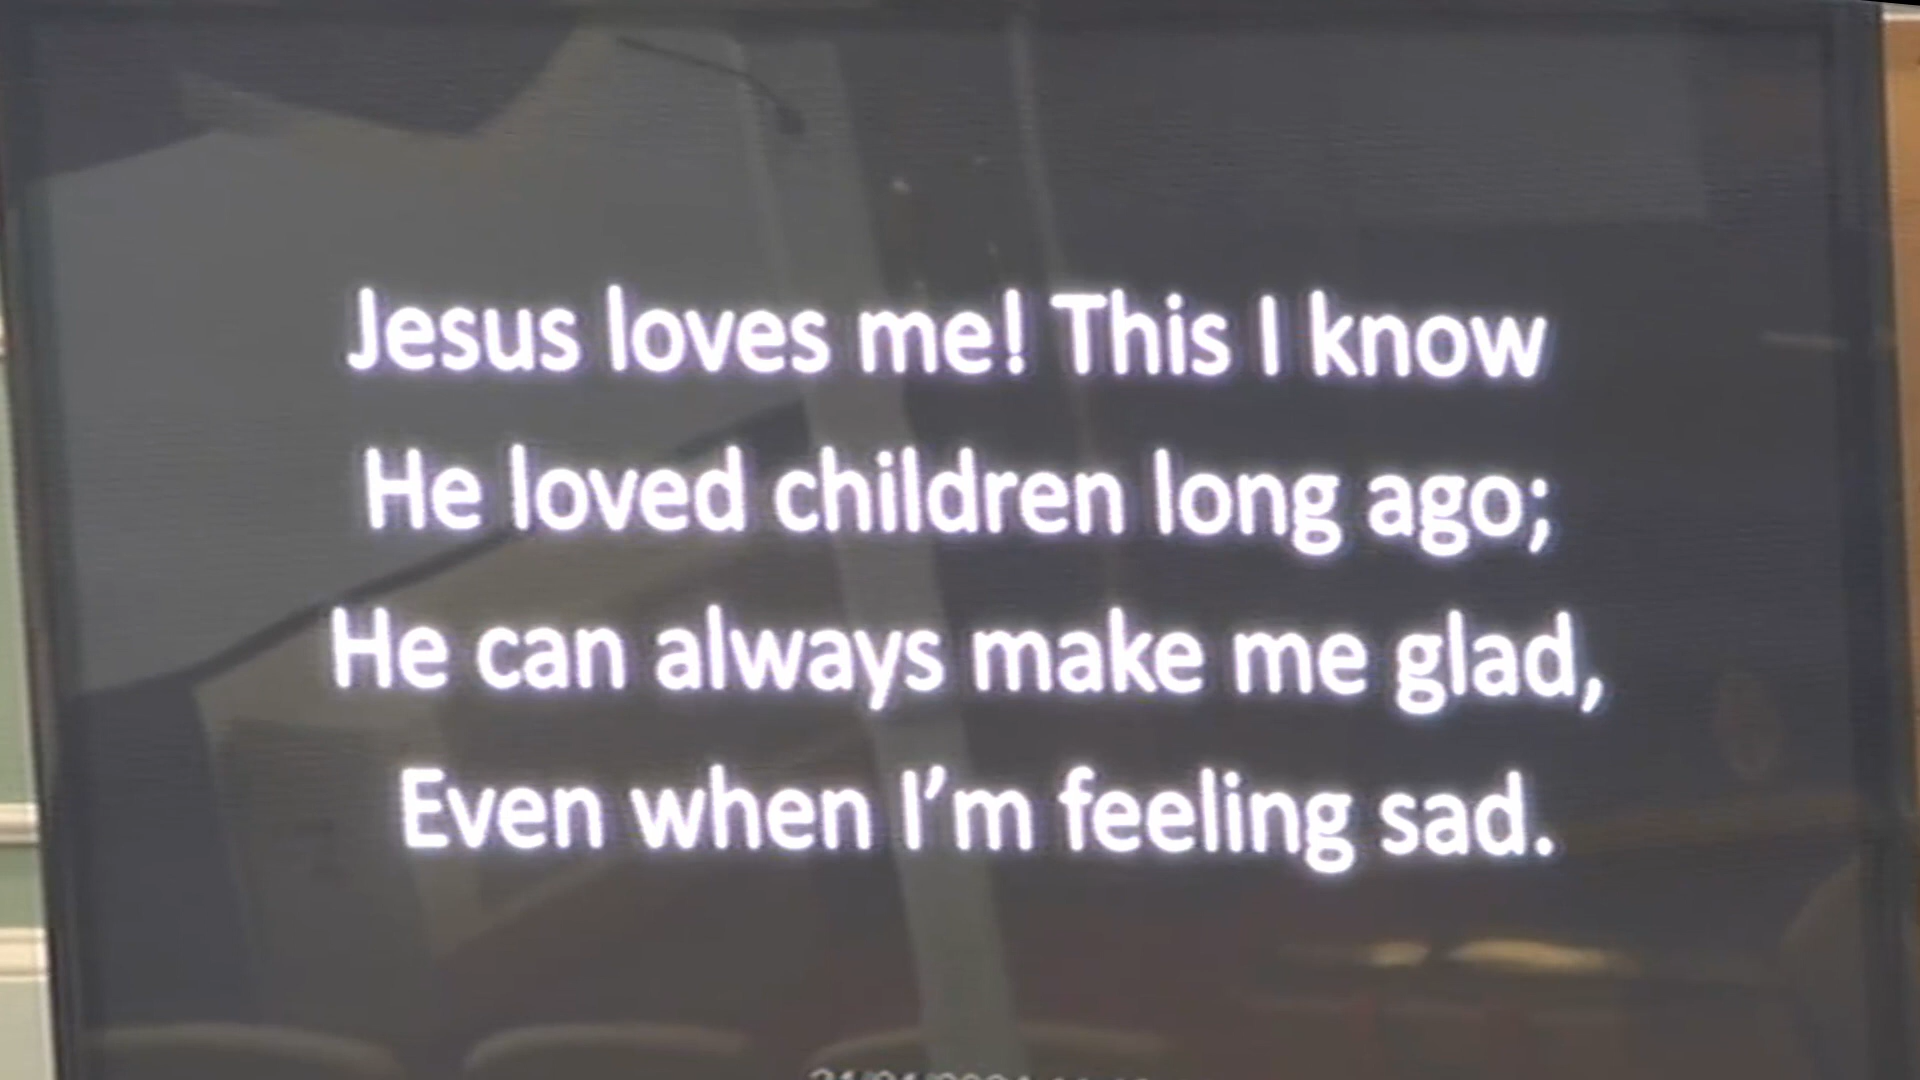 Jesus loves me! This I know
He loved children long ago;
He can always make me glad,
Even when I'm feeling sad.